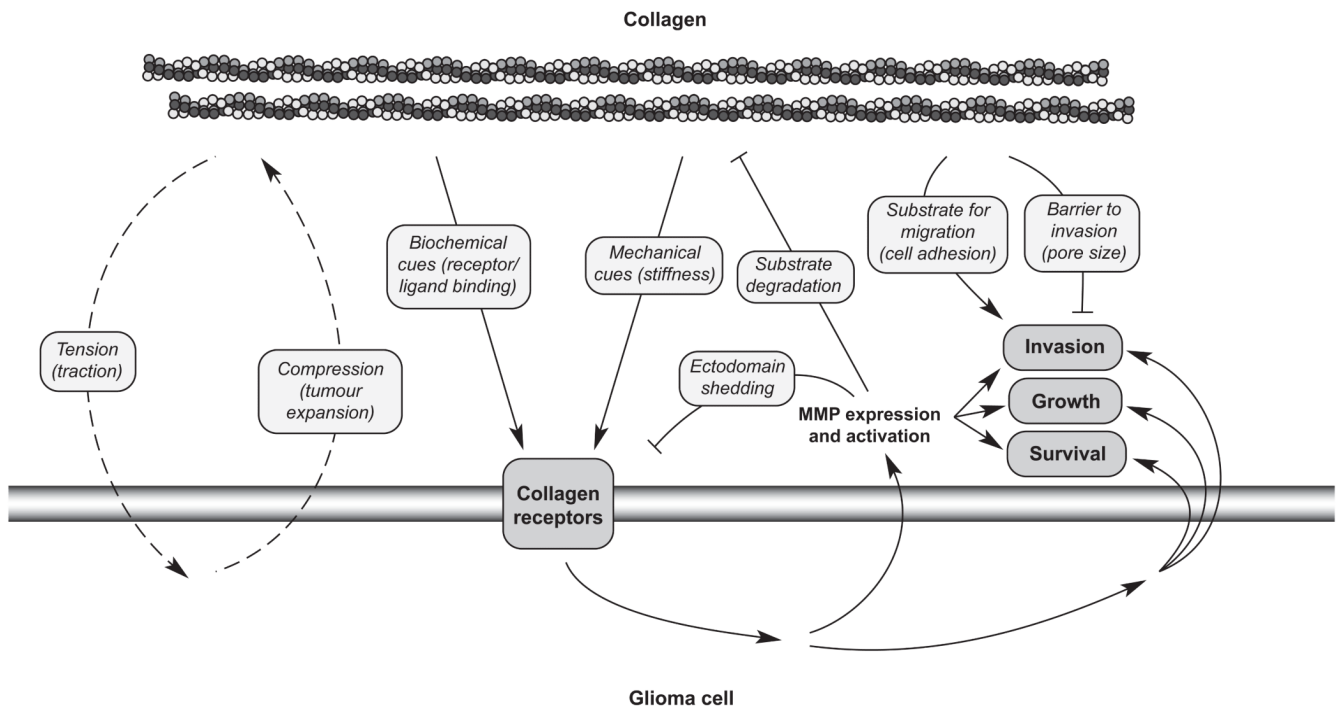 Collagen
Biochemical
cues (receptor/
ligand binding)
Mechanical
cues (stiffness)
Substrate
degradation
Substrate for
migration
(cell adhesion)
Barrier to
invasion
(pore size)
Tension
(traction)
Compression
(tumour
expansion)
Ectodomain
shedding
MMP expression
and activation
Invasion
Growth
Survival
Collagen
receptors
Glioma cell